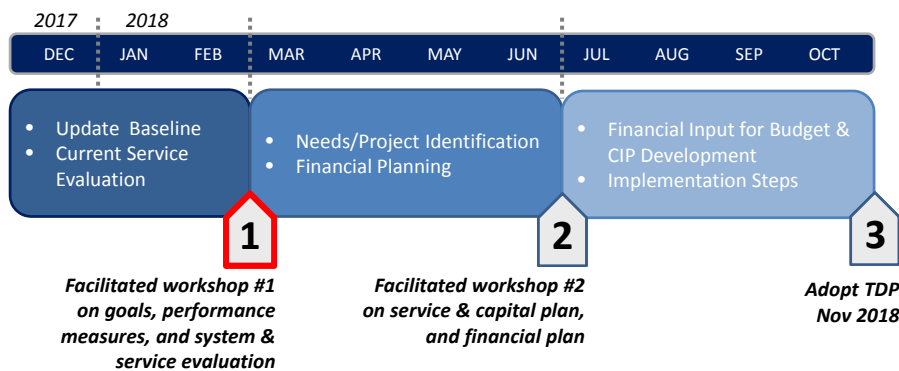 2017 2018
DEC JAN FEB MAR APR MAY JUN JUL AUG SEP OCT
• Update Baseline
• Current Service
Evaluation
• Needs/Project Identification
• Financial Planning
• Financial Input for Budget &
CIP Development
• Implementation Steps
1
2
3
Facilitated workshop #1
on goals, performance
measures, and system &
service evaluation
Facilitated workshop #2
on service & capital plan,
and financial plan
Adopt TDP
Nov 2018